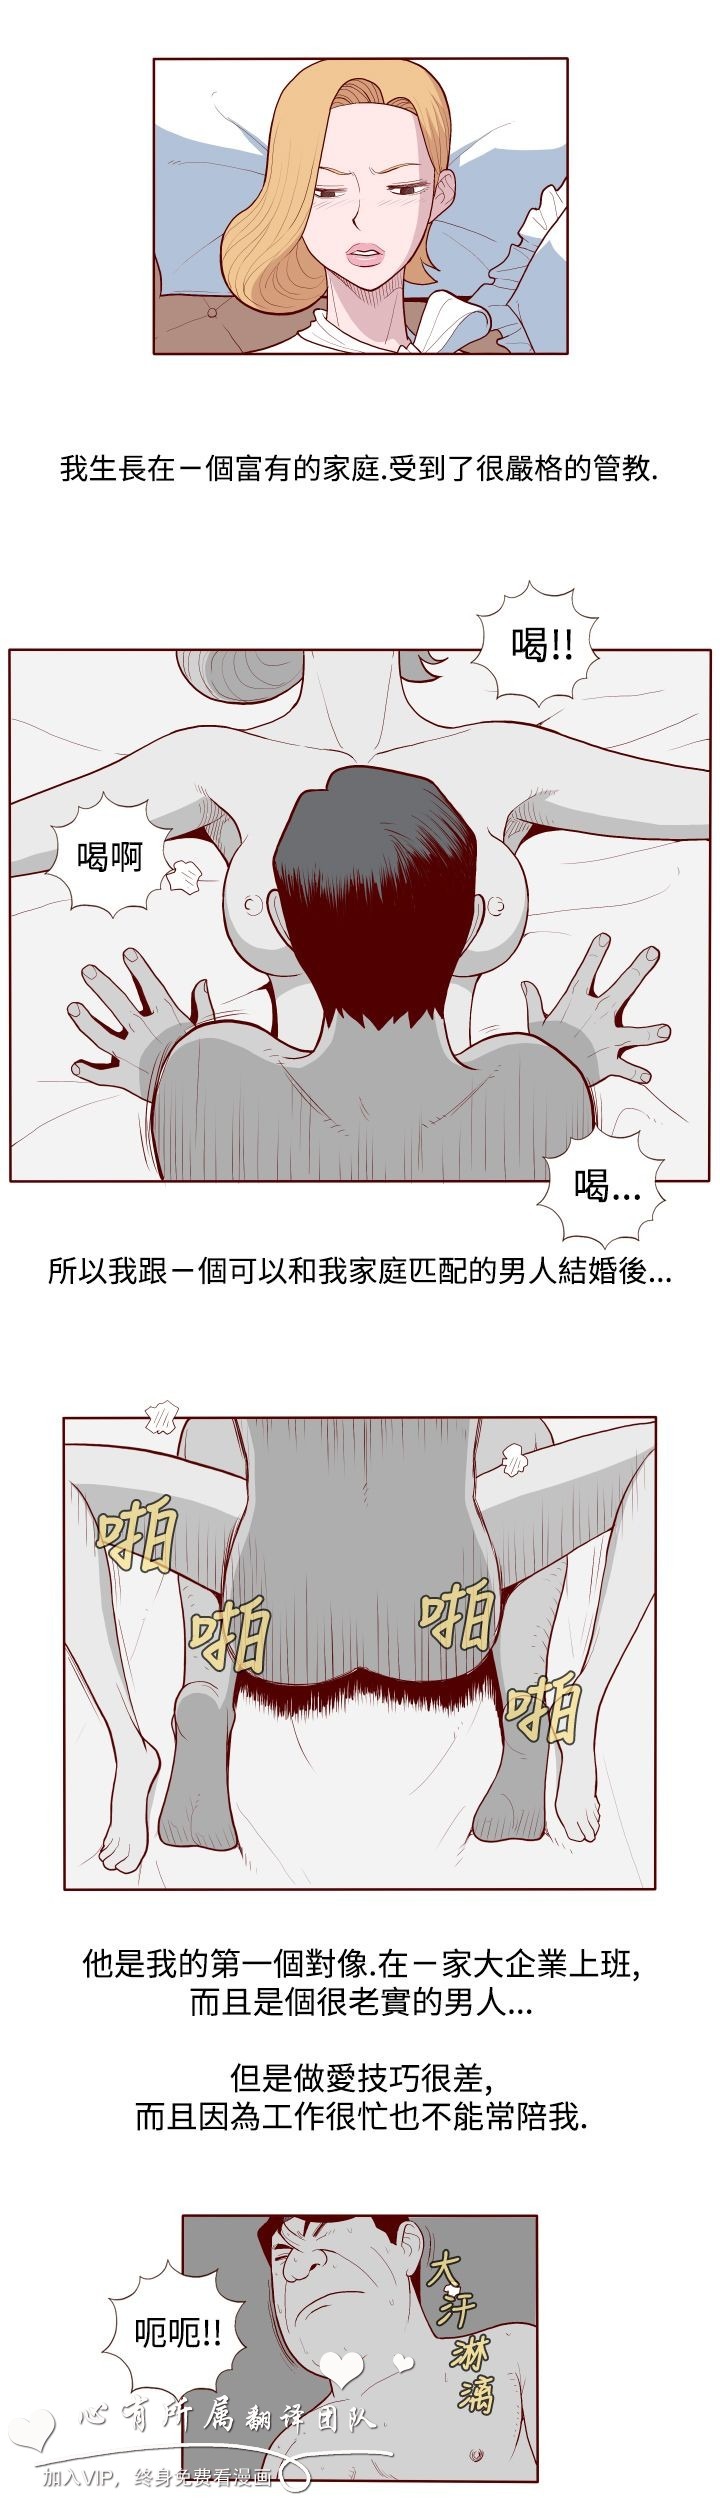 我生長在一個富有的家庭.受到了很嚴格的管教.
喝!!
喝啊
喝...
所以我跟一個可以和我家庭匹配的男人結婚後...
啪
啪
啪
啪
他是我的第一個對像.在一家大企業上班,
而且是個很老實的男人...
但是做愛技巧很差,
而且因為工作很忙也不能常陪我.
呃呃!!
大汗淋漓
心有所属翻译团队
加入VIP，终身免费看漫画